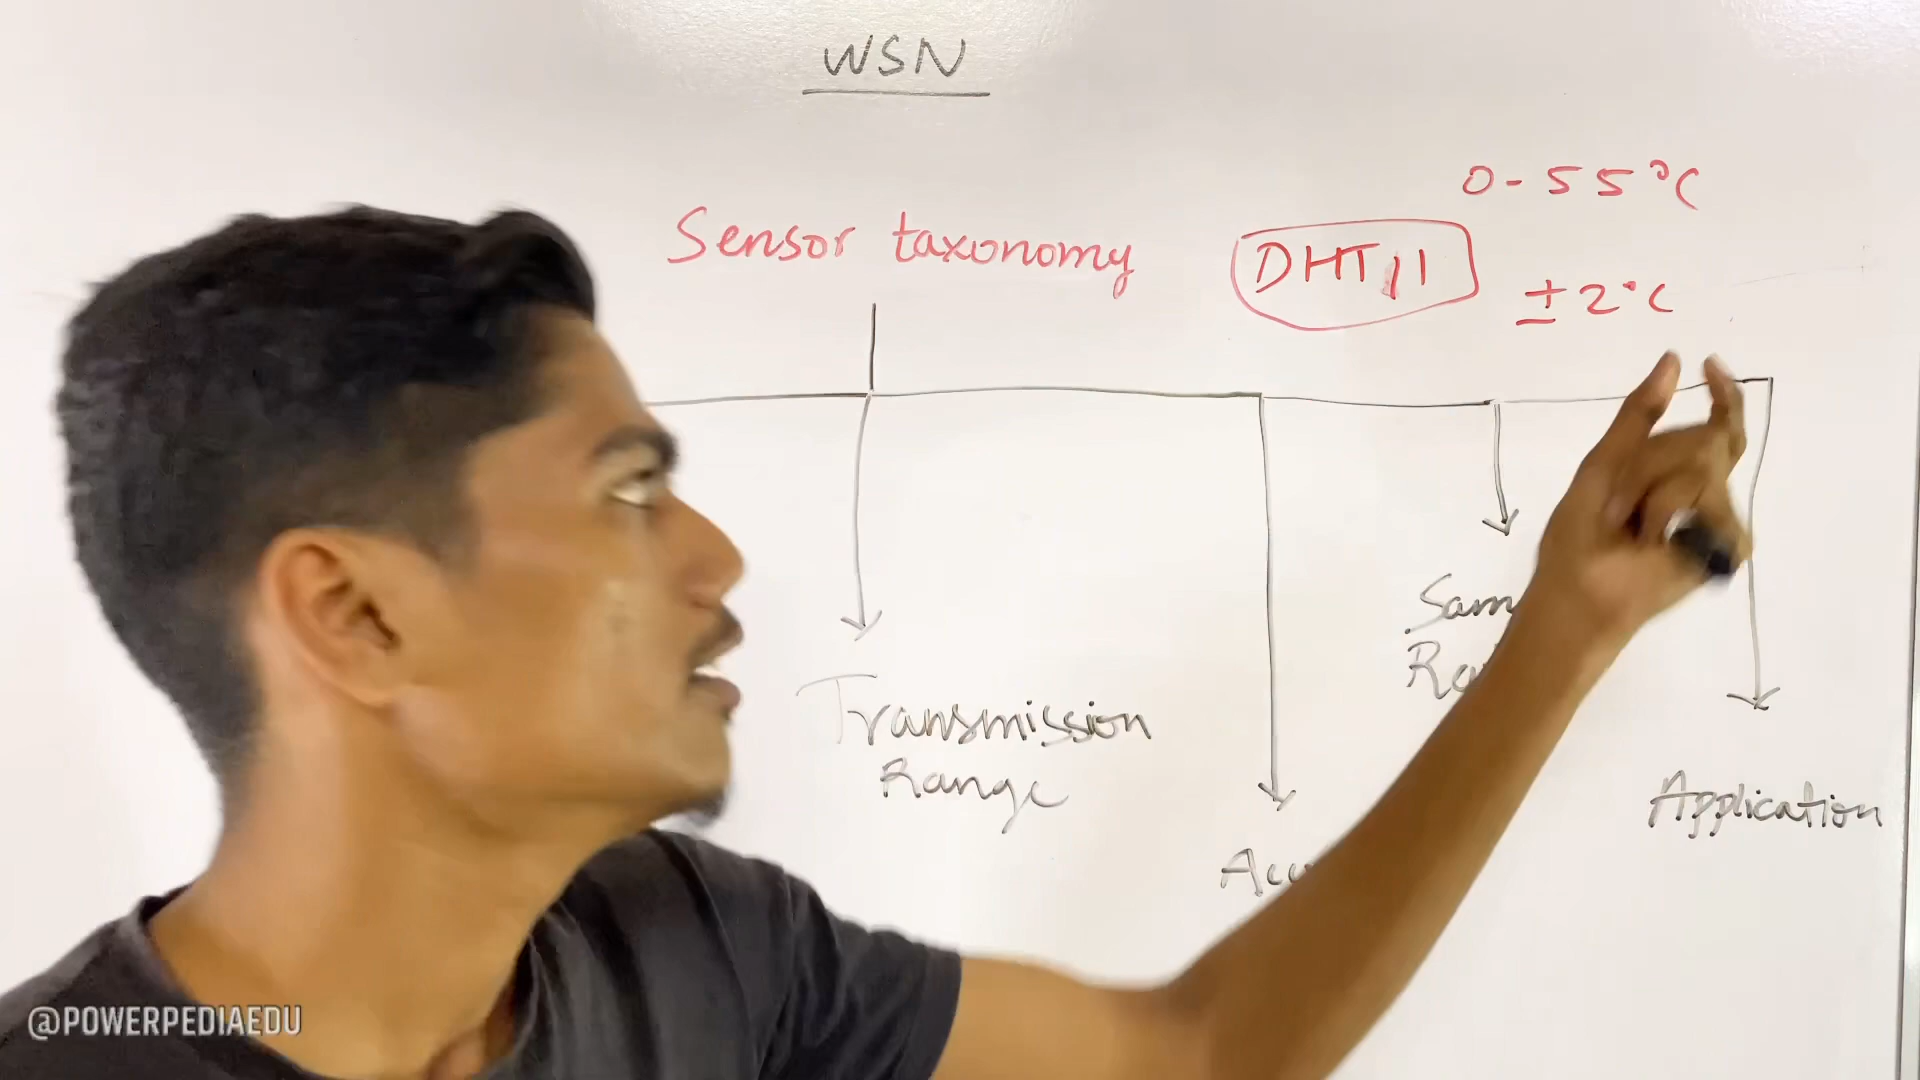 WSN
0-55°C
Sensor taxonomy
DHT11
±2°C
Transmission
Range
Application
@POWERPEDIAEDU